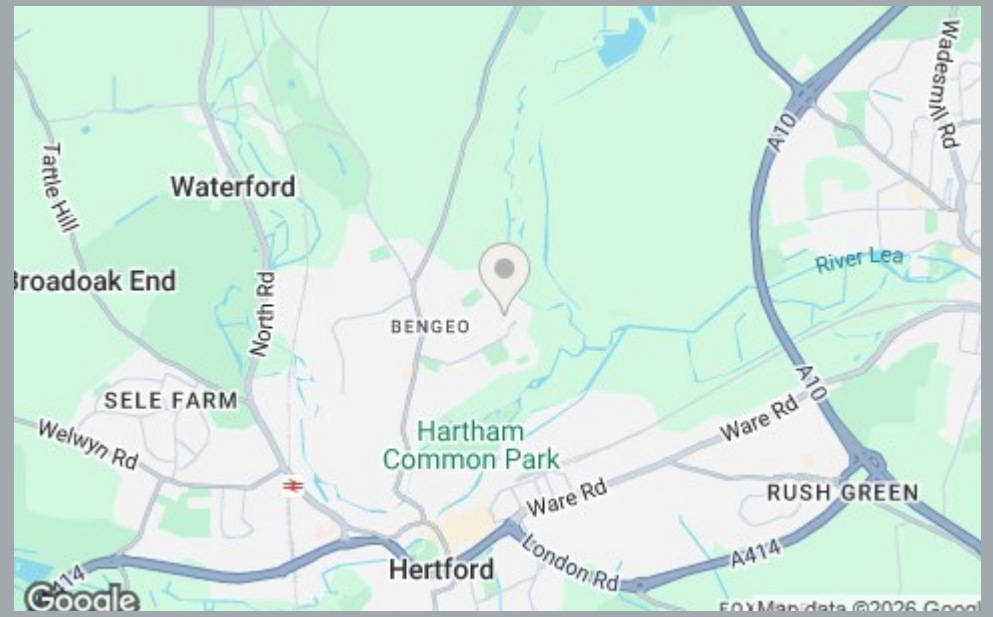 Wadesmill Rd
A10
Tattle Hill
Waterford
River Lea
Broadoak End
North Rd
BENGEO
A10
SELE FARM
Ware Rd
Hartham
Common Park
Welwyn Rd
RUSH GREEN
Ware Rd
London Rd
A414
Hertford
A414
Google
Map data ©2026 Googl